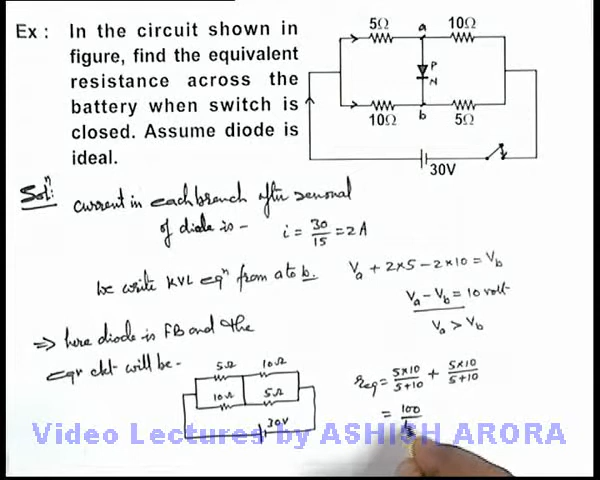 Ex : In the circuit shown in
figure, find the equivalent
resistance across the
battery when switch is
closed. Assume diode is
ideal.
5Ω a 10Ω
P
N
10Ω b 5Ω
30V
Solⁿ: current in each branch after removal
of diode is – i = 30/15 = 2A
we write KVL eqⁿ from a to b. Va + 2×5 – 2×10 = Vb
Va – Vb = 10 volt
Va > Vb
⇒ here diode is FB and the
eqv ckt will be –
5Ω 10Ω
10Ω 5Ω
30V
req = 5×10/5+10 + 5×10/5+10
= 100/1
Video Lectures by ASHISH ARORA